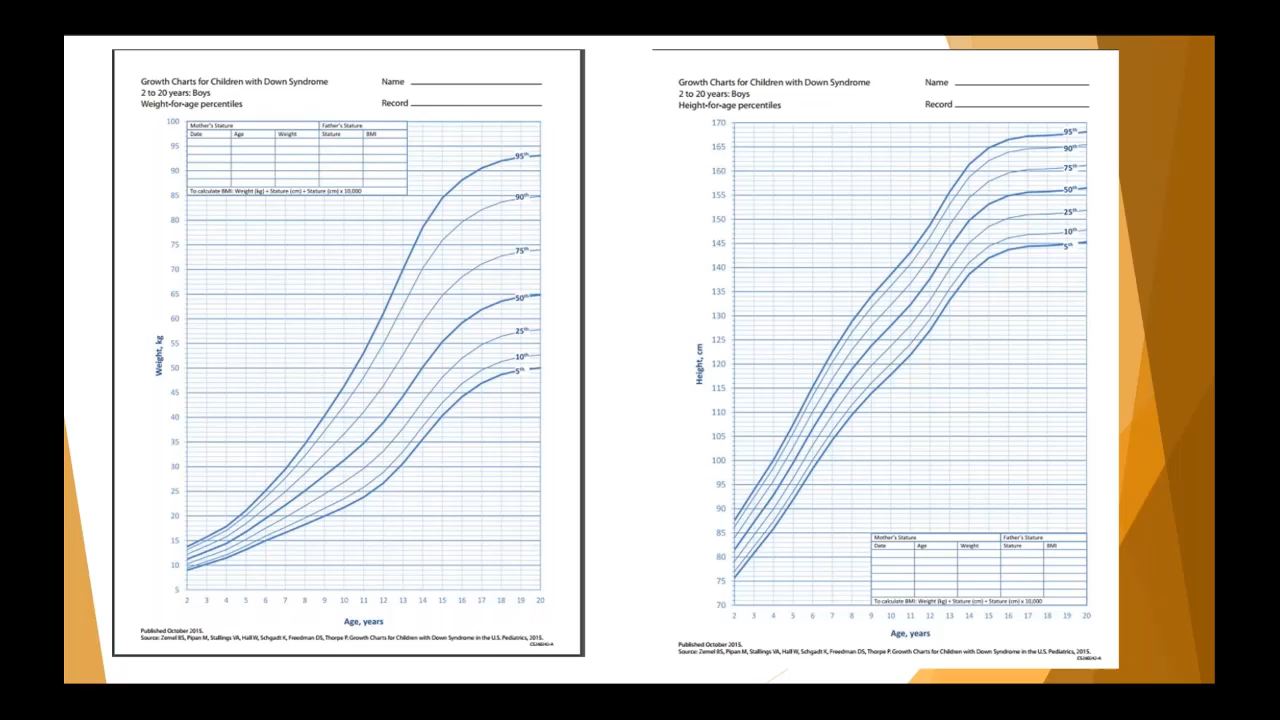 Growth Charts for Children with Down Syndrome
2 to 20 years: Boys
Weight-for-age percentiles
Name
Record
Mother's Stature Father's Stature
Date Age Weight Stature BMI
To calculate BMI: Weight (kg) ÷ Stature (cm) ÷ Stature (cm) x 10,000
100
95
90
85
80
75
70
65
60
55
50
45
40
35
30
25
20
15
10
5
Weight, kg
95th
90th
75th
50th
25th
10th
5th
2 3 4 5 6 7 8 9 10 11 12 13 14 15 16 17 18 19 20
Age, years
Published October 2015.
Source: Zemel BS, Pipan M, Stallings VA, Hall W, Schgadt K, Freedman DS, Thorpe P. Growth Charts for Children with Down Syndrome in the U.S. Pediatrics, 2015.
Growth Charts for Children with Down Syndrome
2 to 20 years: Boys
Height-for-age percentiles
Name
Record
170
165
160
155
150
145
140
135
130
125
120
115
110
105
100
95
90
85
80
75
70
Height, cm
95th
90th
75th
50th
25th
10th
5th
Mother's Stature Father's Stature
Date Age Weight Stature BMI
To calculate BMI: Weight (kg) ÷ Stature (cm) ÷ Stature (cm) x 10,000
2 3 4 5 6 7 8 9 10 11 12 13 14 15 16 17 18 19 20
Age, years
Published October 2015.
Source: Zemel BS, Pipan M, Stallings VA, Hall W, Schgadt K, Freedman DS, Thorpe P. Growth Charts for Children with Down Syndrome in the U.S. Pediatrics, 2015.